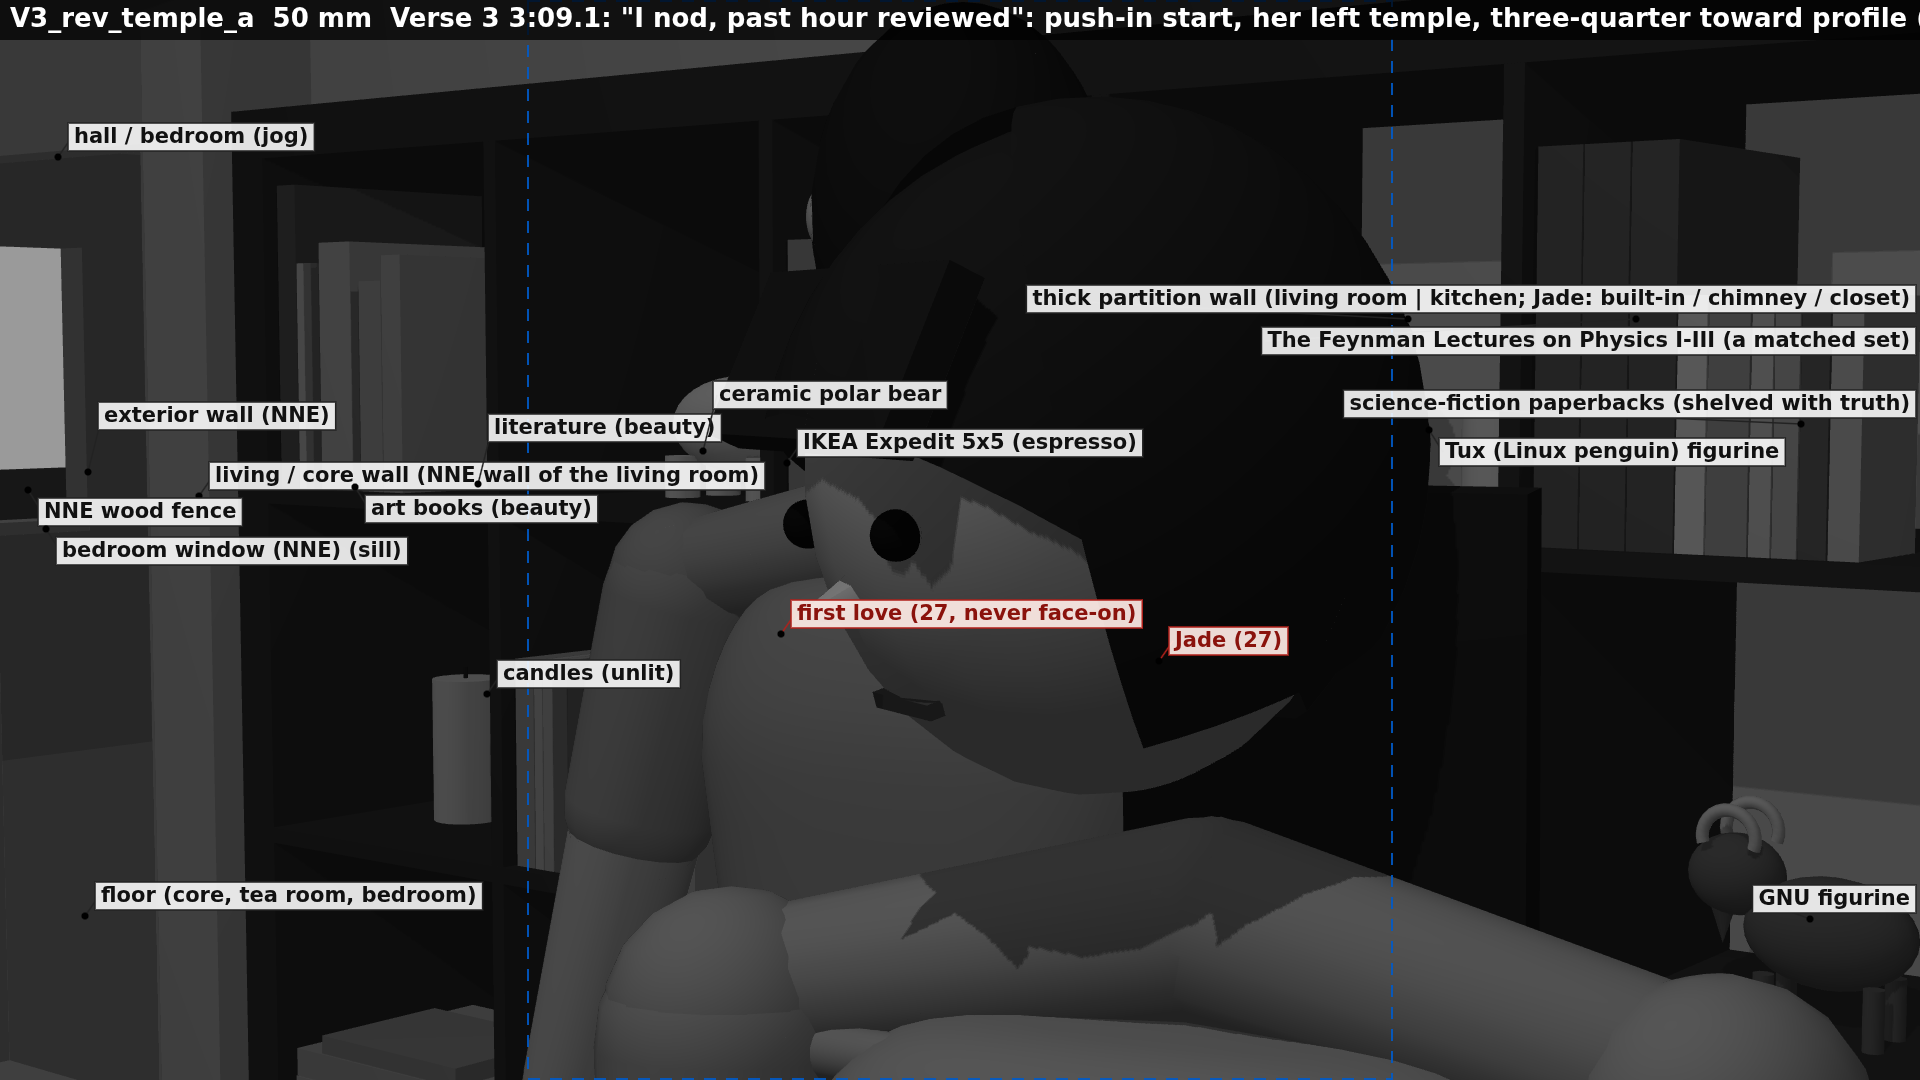 V3_rev_temple_a 50 mm Verse 3 3:09.1: "I nod, past hour reviewed": push-in start, her left temple, three-quarter toward profile
hall / bedroom (jog)
thick partition wall (living room | kitchen; Jade: built-in / chimney / closet)
The Feynman Lectures on Physics I-III (a matched set)
ceramic polar bear
science-fiction paperbacks (shelved with truth)
exterior wall (NNE)
literature (beauty)
IKEA Expedit 5x5 (espresso)
Tux (Linux penguin) figurine
living / core wall (NNE wall of the living room)
NNE wood fence
art books (beauty)
bedroom window (NNE) (sill)
first love (27, never face-on)
Jade (27)
candles (unlit)
floor (core, tea room, bedroom)
GNU figurine